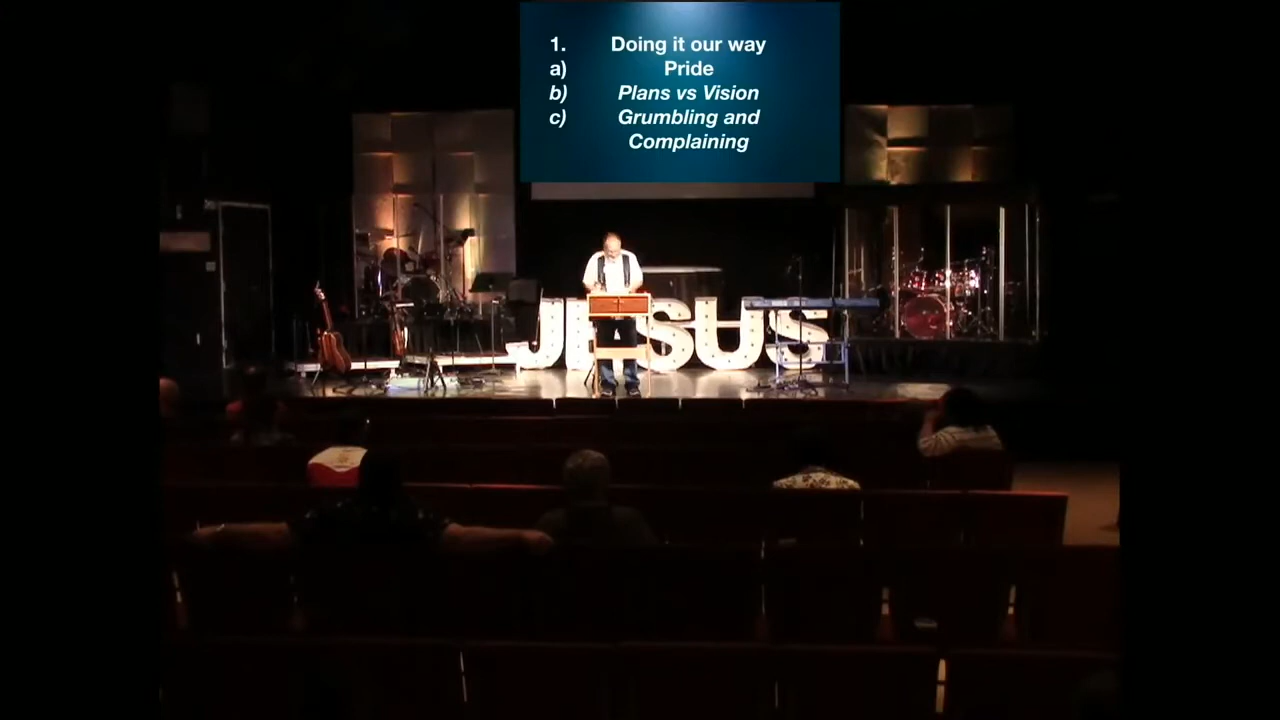 1. Doing it our way
a) Pride
b) Plans vs Vision
c) Grumbling and
Complaining
JESUS